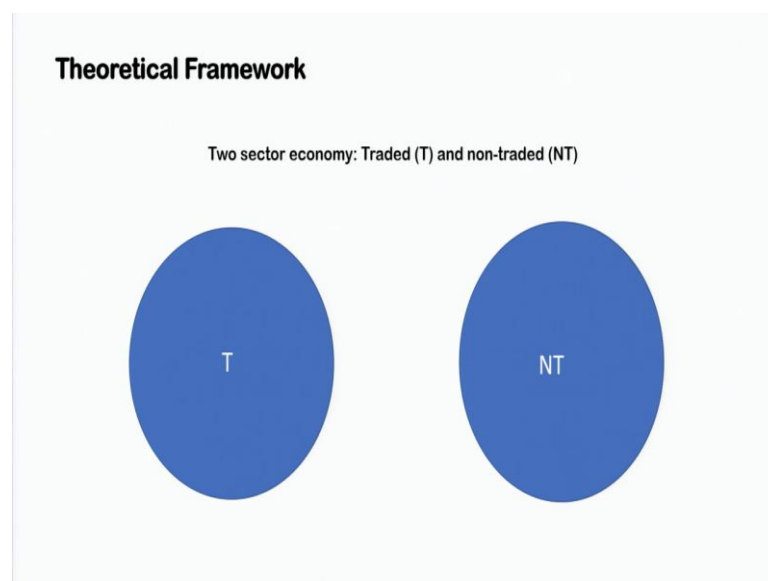 Theoretical Framework
Two sector economy: Traded (T) and non-traded (NT)
T
NT